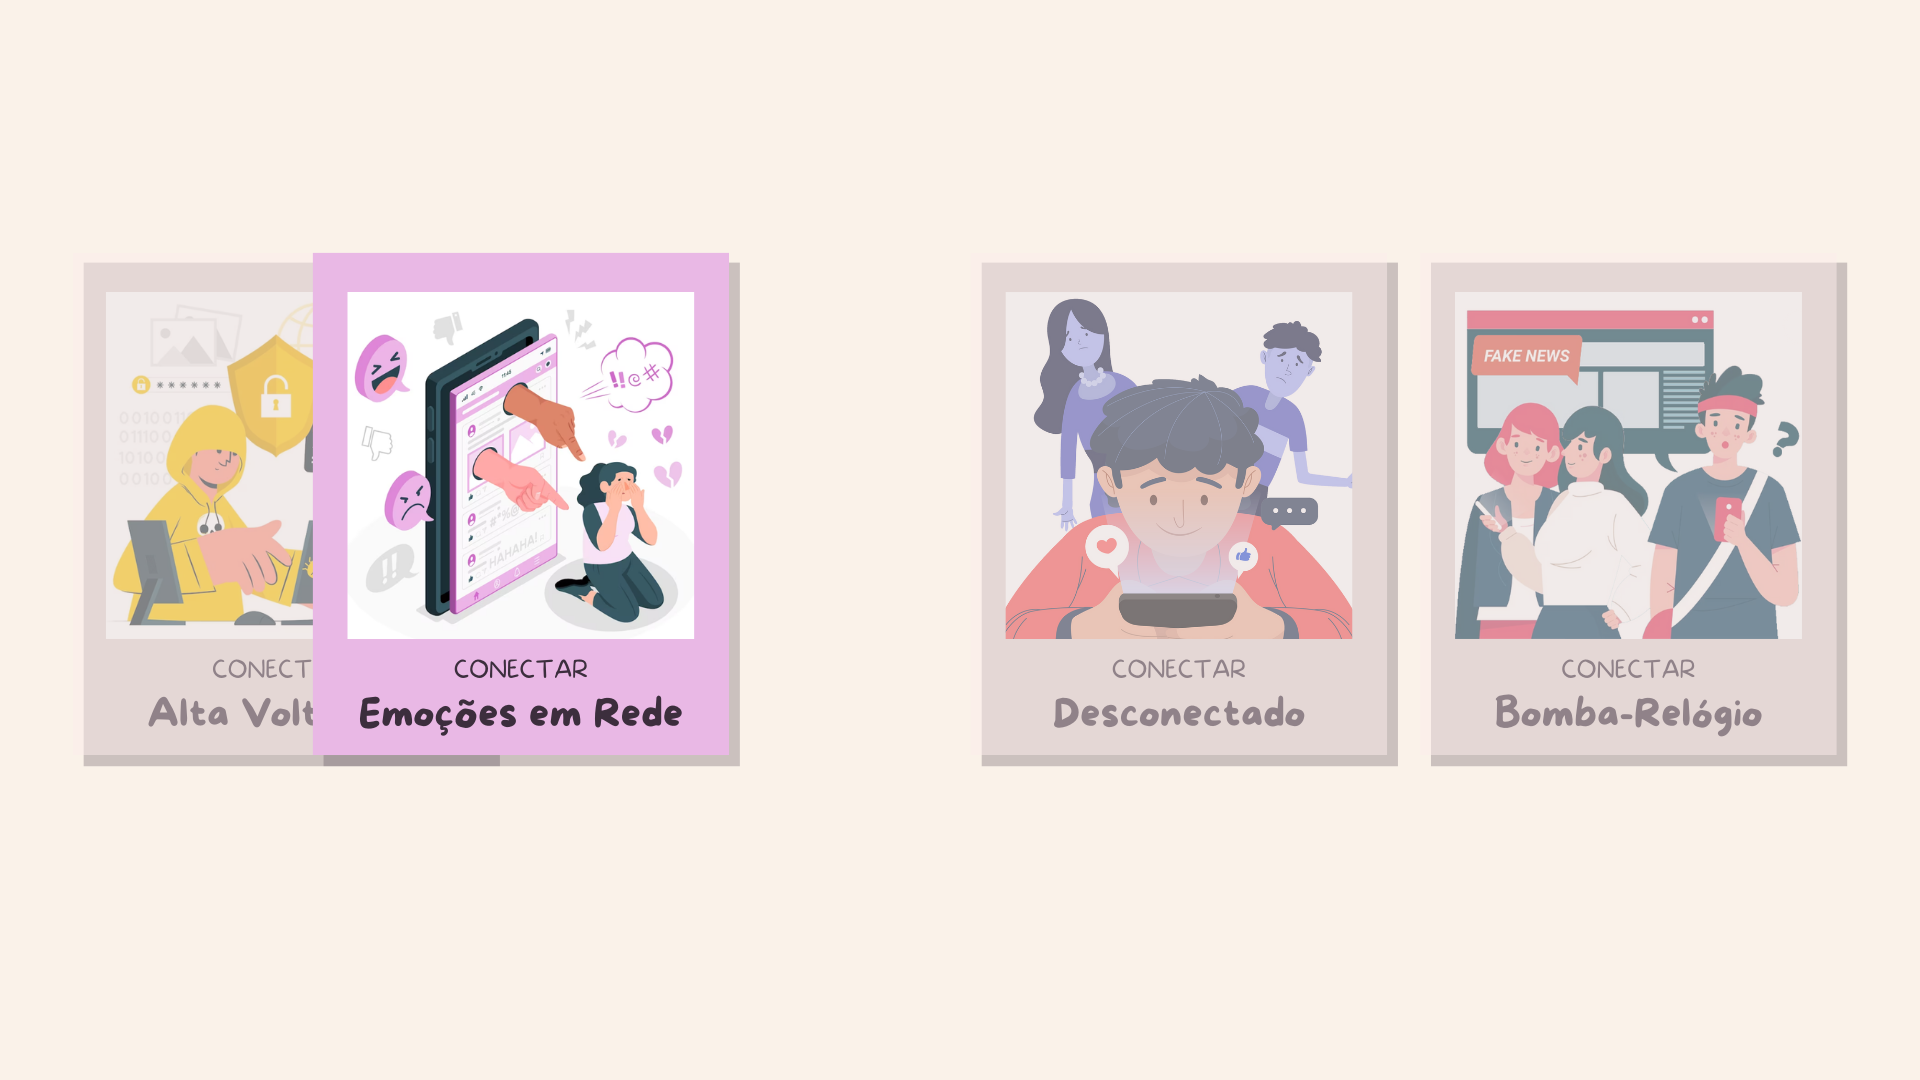 CONECT
Alta Volt
!!@#
HAHAHA!
CONECTAR
Emoções em Rede
CONECTAR
Desconectado
FAKE NEWS
?
CONECTAR
Bomba-Relógio